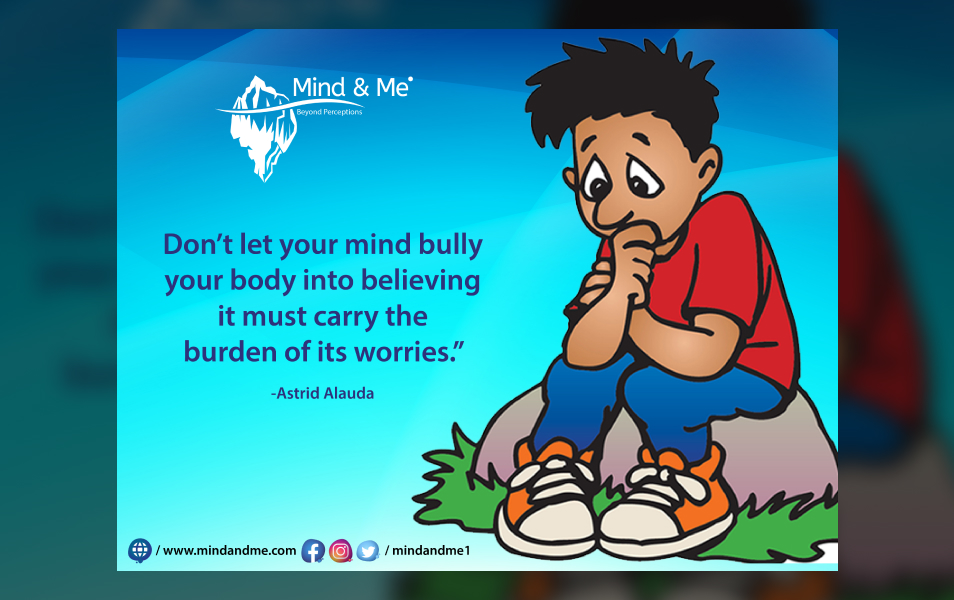 Mind & Me
Beyond Perceptions
Don’t let your mind bully
your body into believing
it must carry the
burden of its worries.”
-Astrid Alauda
/ www.mindandme.com / mindandme1